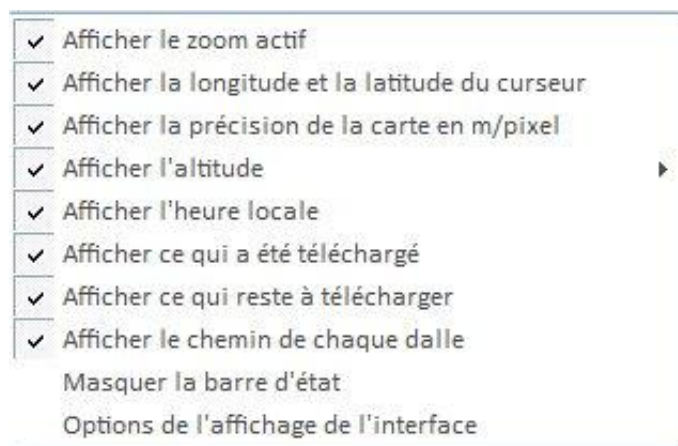 Afficher le zoom actif
Afficher la longitude et la latitude du curseur
Afficher la précision de la carte en m/pixel
Afficher l'altitude
Afficher l'heure locale
Afficher ce qui a été téléchargé
Afficher ce qui reste à télécharger
Afficher le chemin de chaque dalle
Masquer la barre d'état
Options de l'affichage de l'interface